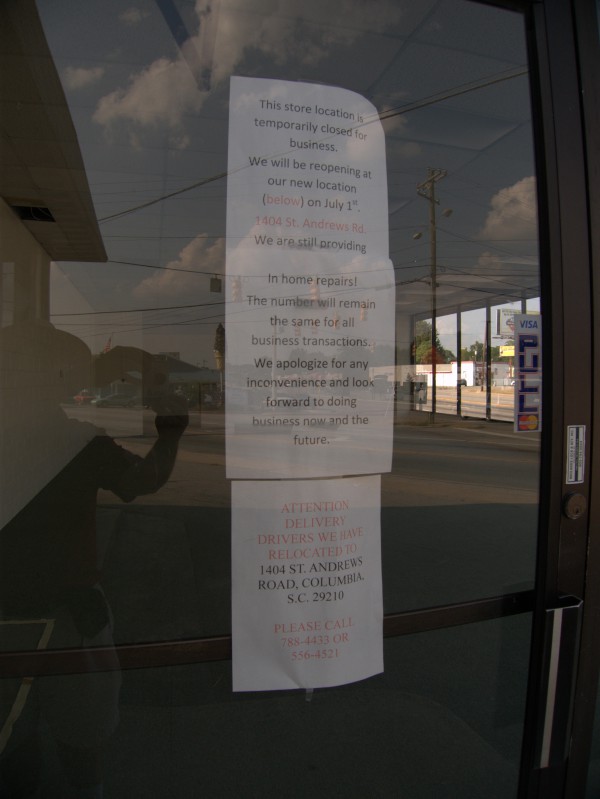 This store location is
temporarily closed for
business.
We will be reopening at
our new location
(below) on July 1st.
1404 St. Andrews Rd.
We are still providing
In home repairs!
The number will remain
the same for all
business transactions.
We apologize for any
inconvenience and look
forward to doing
business now and the
future.
ATTENTION
DELIVERY
DRIVERS WE HAVE
RELOCATED TO
1404 ST. ANDREWS
ROAD, COLUMBIA,
S.C. 29210
PLEASE CALL
788-4433 OR
556-4521
VISA
PULL